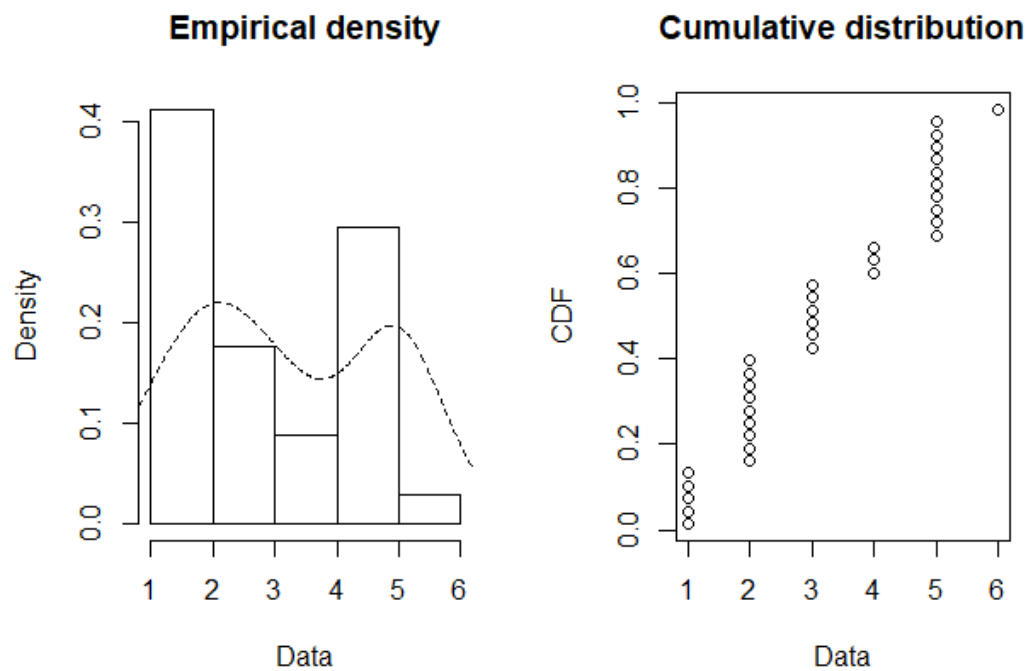 Empirical density
Density
0.0 0.1 0.2 0.3 0.4
1 2 3 4 5 6
Data
Cumulative distribution
CDF
0.0 0.2 0.4 0.6 0.8 1.0
1 2 3 4 5 6
Data